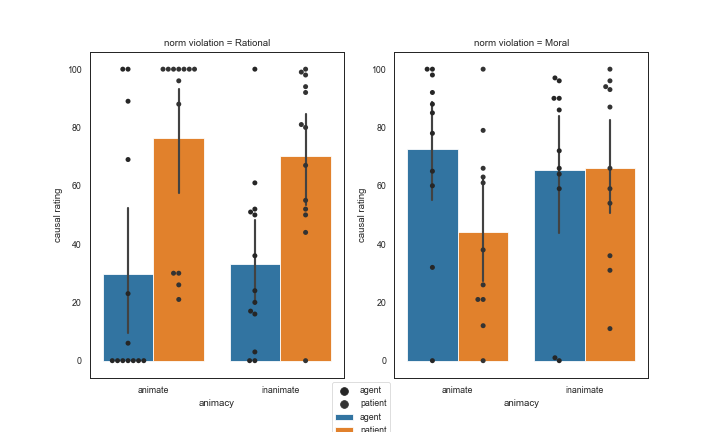 norm violation = Rational
100
80
60
40
20
0
causal rating
animate
inanimate
animacy
norm violation = Moral
100
80
60
40
20
0
causal rating
animate
inanimate
animacy
agent
patient
agent
patient